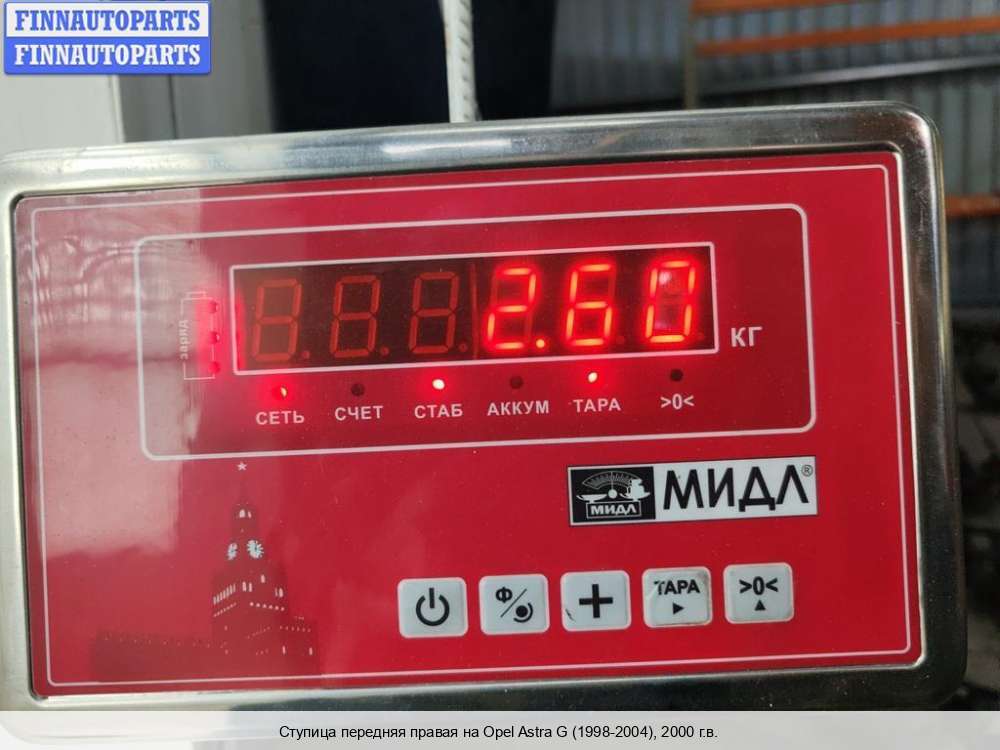 FINNAUTOPARTS
FINNAUTOPARTS
заряд
2.60
КГ
СЕТЬ СЧЕТ СТАБ АККУМ ТАРА >0<
МИДЛ МИДЛ®
Ф ТАРА >0<
Ступица передняя правая на Opel Astra G (1998-2004), 2000 г.в.